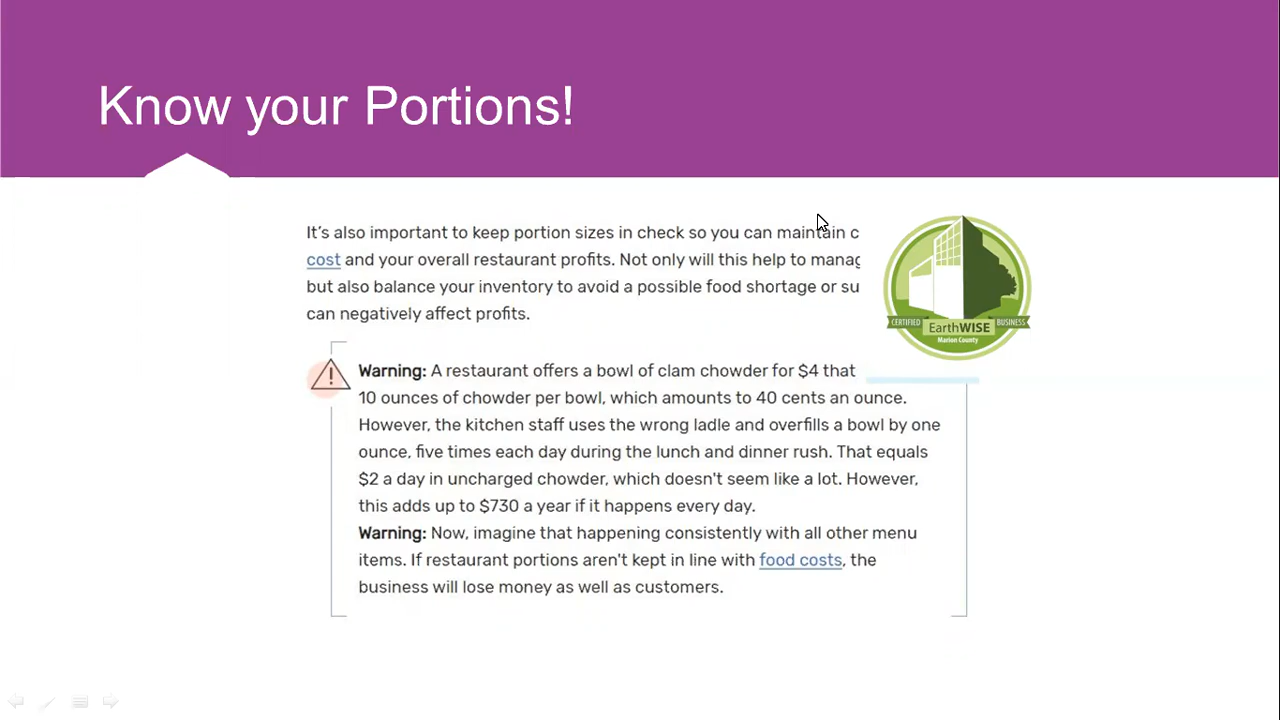 Know your Portions!
It's also important to keep portion sizes in check so you can maintain c
cost and your overall restaurant profits. Not only will this help to manag
but also balance your inventory to avoid a possible food shortage or su
can negatively affect profits.
CERTIFIED EarthWISE BUSINESS
Marion County
Warning: A restaurant offers a bowl of clam chowder for $4 that
10 ounces of chowder per bowl, which amounts to 40 cents an ounce.
However, the kitchen staff uses the wrong ladle and overfills a bowl by one
ounce, five times each day during the lunch and dinner rush. That equals
$2 a day in uncharged chowder, which doesn't seem like a lot. However,
this adds up to $730 a year if it happens every day.
Warning: Now, imagine that happening consistently with all other menu
items. If restaurant portions aren't kept in line with food costs, the
business will lose money as well as customers.